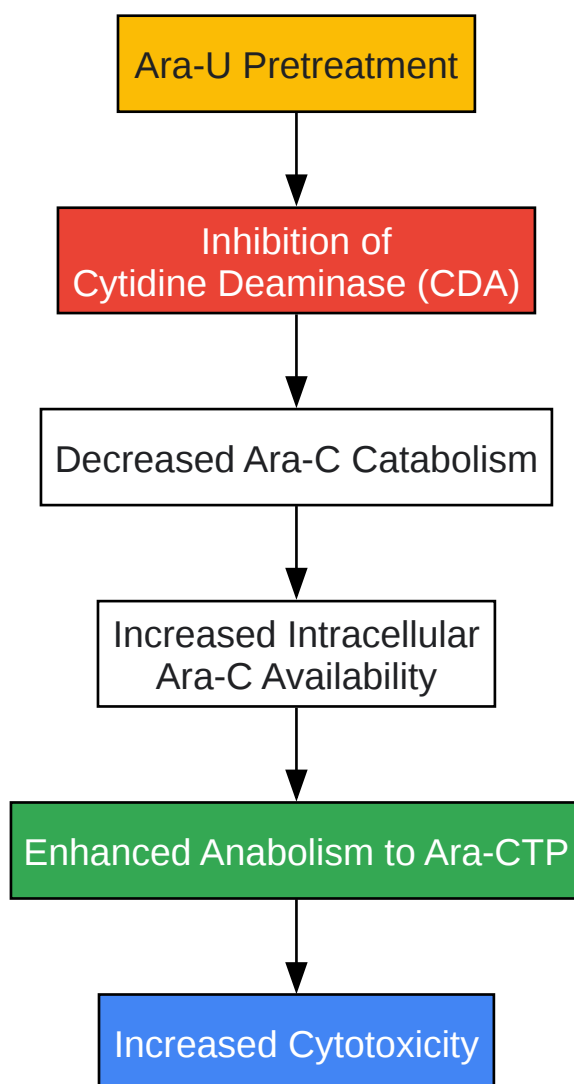 Ara-U Pretreatment
Inhibition of
Cytidine Deaminase (CDA)
Decreased Ara-C Catabolism
Increased Intracellular
Ara-C Availability
Enhanced Anabolism to Ara-CTP
Increased Cytotoxicity